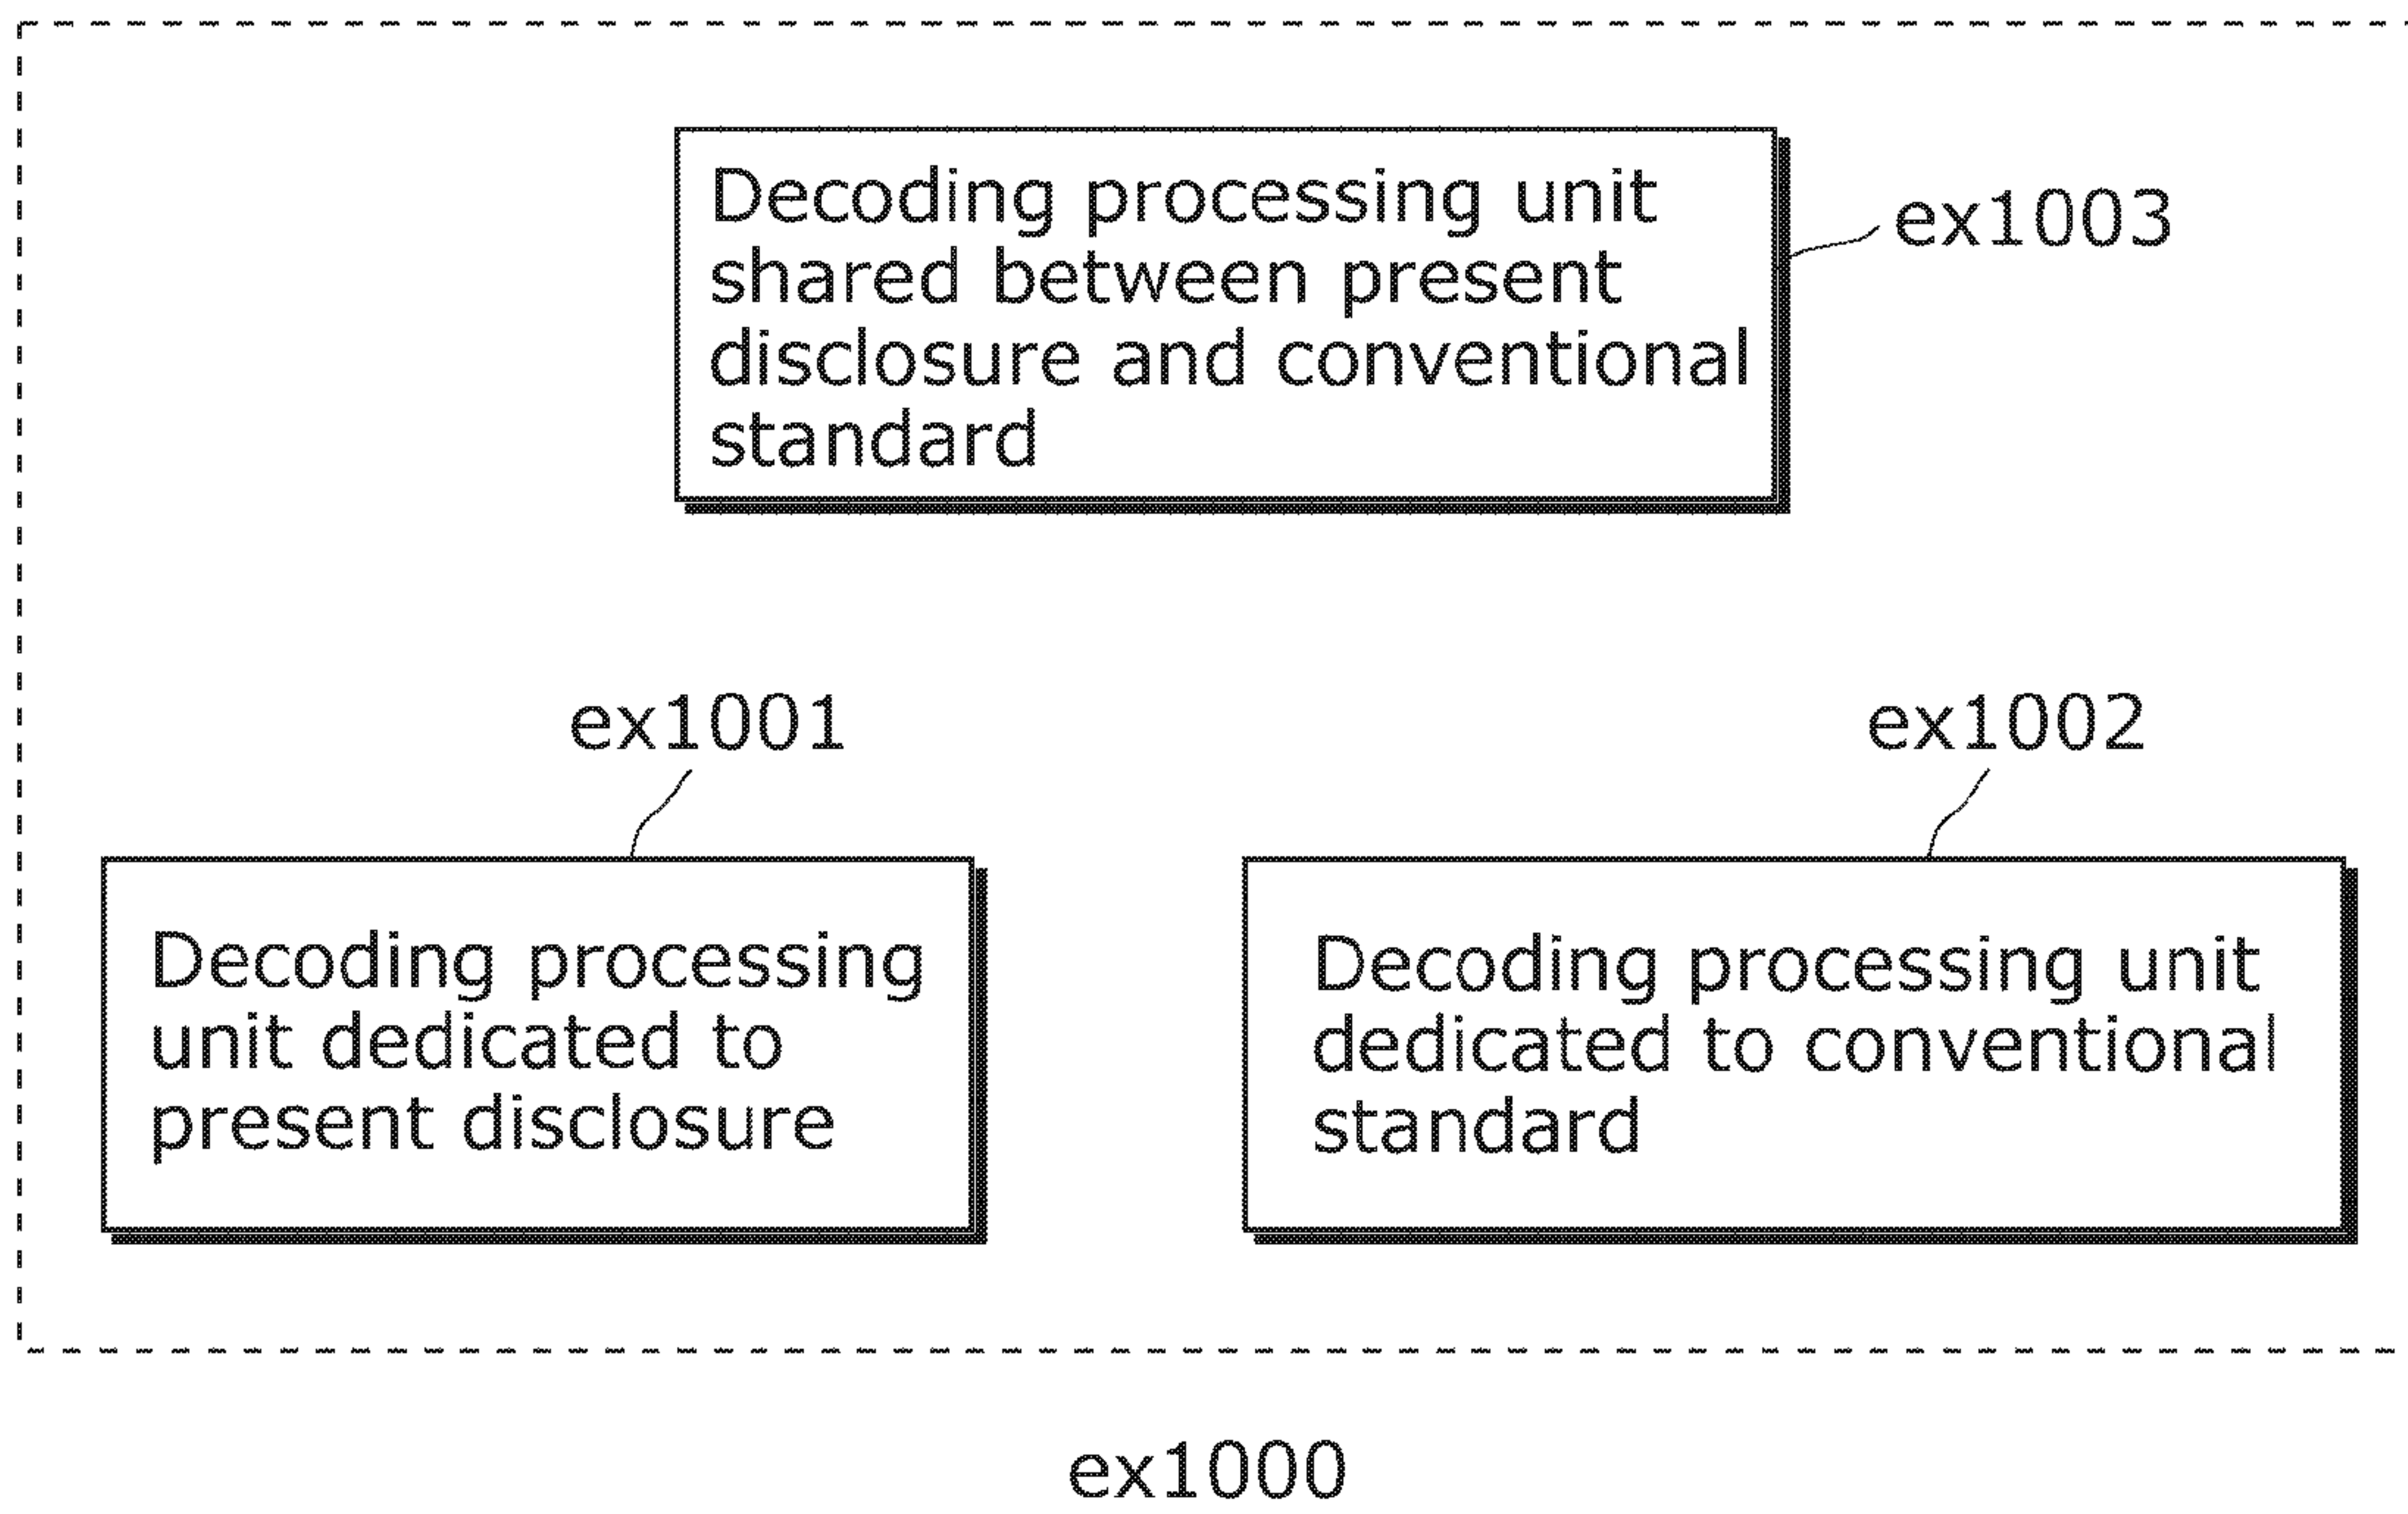 Decoding processing unit
shared between present
disclosure and conventional
standard
ex1003
ex1001
ex1002
Decoding processing
unit dedicated to
present disclosure
Decoding processing unit
dedicated to conventional
standard
ex1000